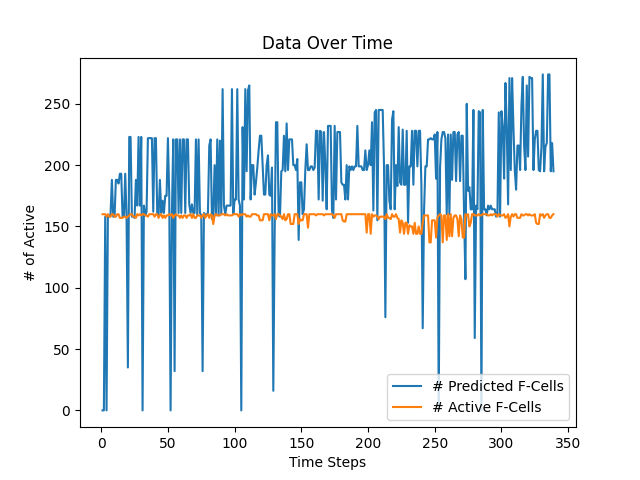 Data Over Time
# of Active
250
200
150
100
50
0
0 50 100 150 200 250 300 350
Time Steps
# Predicted F-Cells
# Active F-Cells